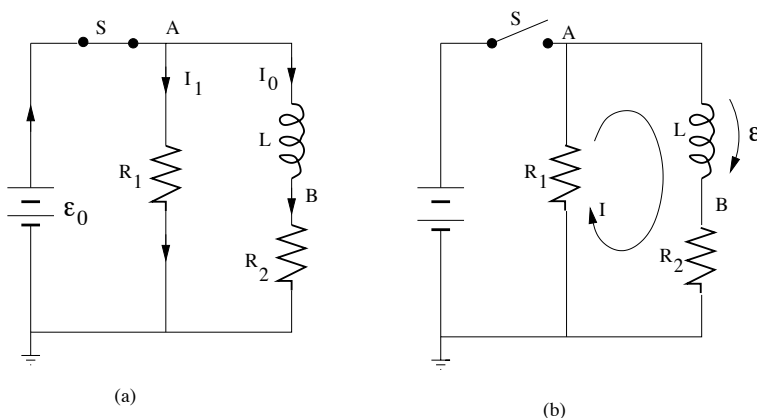 S
A
I₁
I₀
L
R₁
B
ε₀
R₂
(a)
S
A
L
ε
R₁
I
B
R₂
(b)